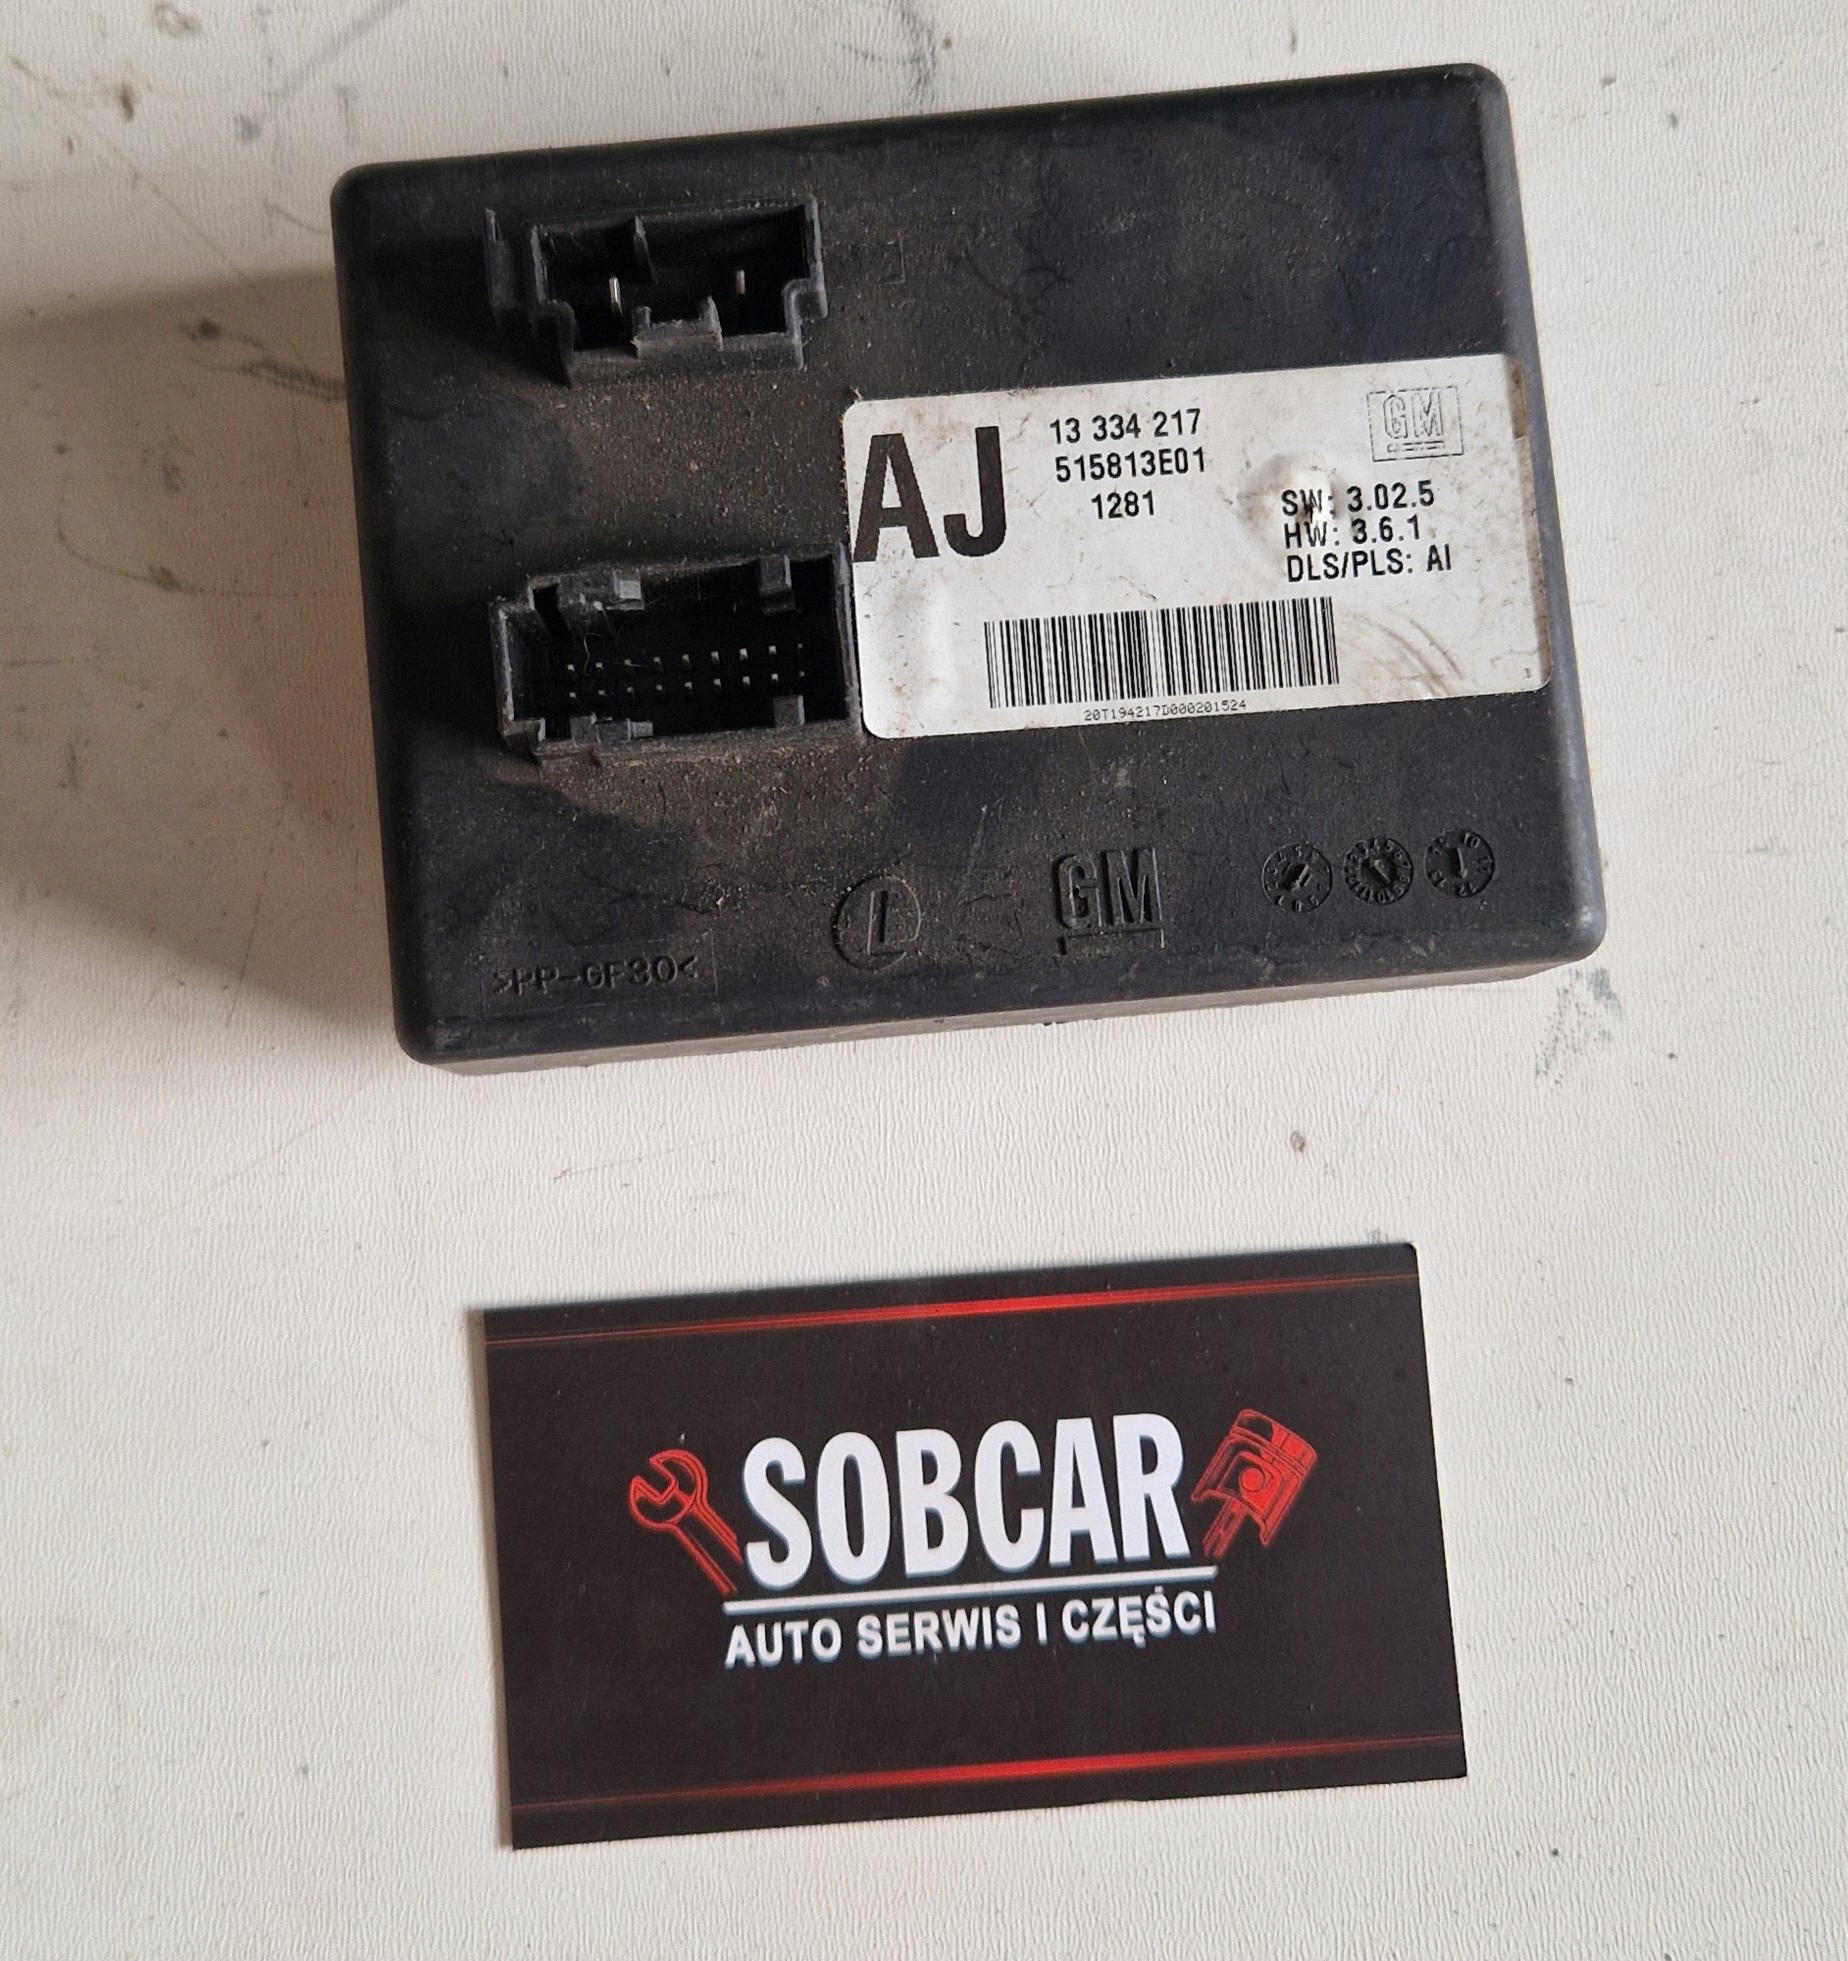 AJ
13 334 217
515813E01
1281
GM
SW: 3.02.5
HW: 3.6.1
DLS/PLS: AI
20T194217D000201524
L
GM
>PP-GF30<
SOBCAR
AUTO SERWIS I CZĘŚCI